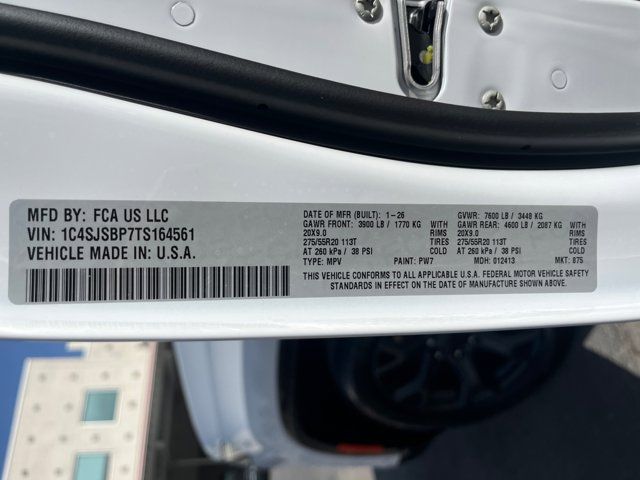 MFD BY: FCA US LLC
VIN: 1C4SJSBP7TS164561
VEHICLE MADE IN: U.S.A.
DATE OF MFR (BUILT): 1-26 GVWR: 7600 LB / 3448 KG
GAWR FRONT: 3900 LB / 1770 KG WITH GAWR REAR: 4600 LB / 2087 KG WITH
20X9.0 RIMS 20X9.0 RIMS
275/55R20 113T TIRES 275/55R20 113T TIRES
AT 260 kPa / 38 PSI COLD AT 260 kPa / 38 PSI COLD
TYPE: MPV PAINT: PW7 MDH: 012413 MKT: 875
THIS VEHICLE CONFORMS TO ALL APPLICABLE U.S.A. FEDERAL MOTOR VEHICLE SAFETY
STANDARDS IN EFFECT ON THE DATE OF MANUFACTURE SHOWN ABOVE.